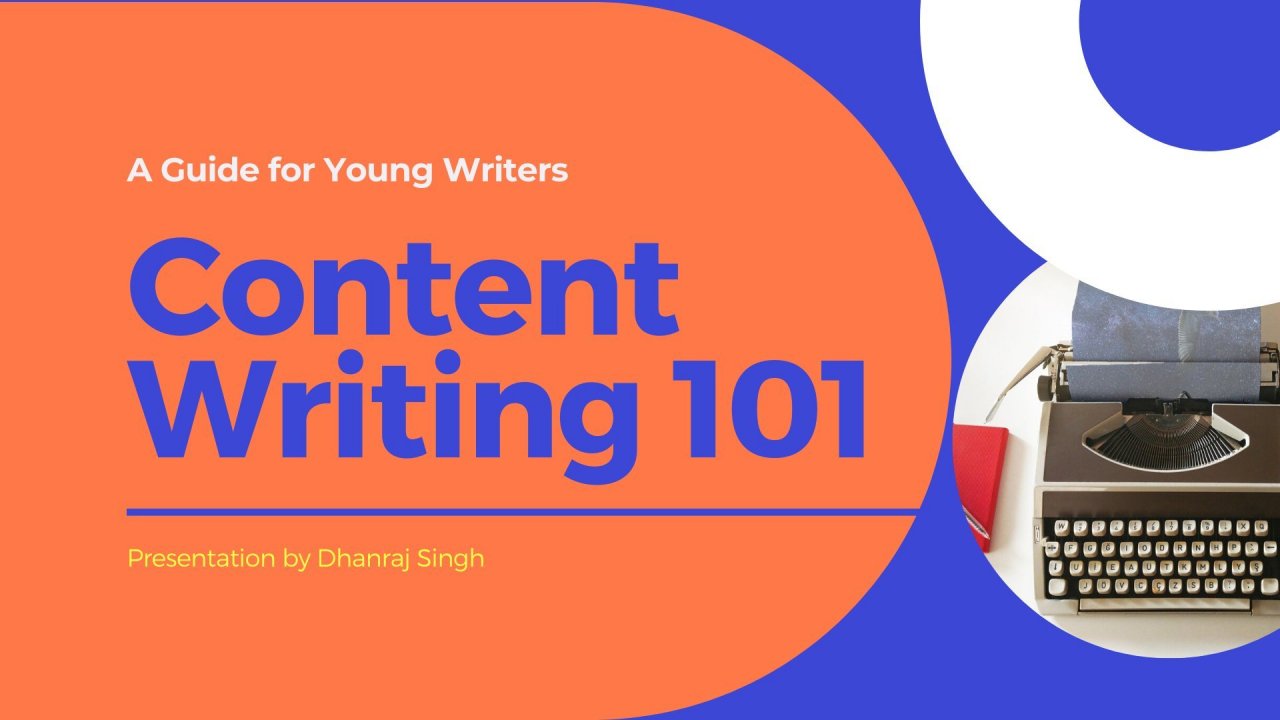 A Guide for Young Writers
Content
Writing 101
Presentation by Dhanraj Singh